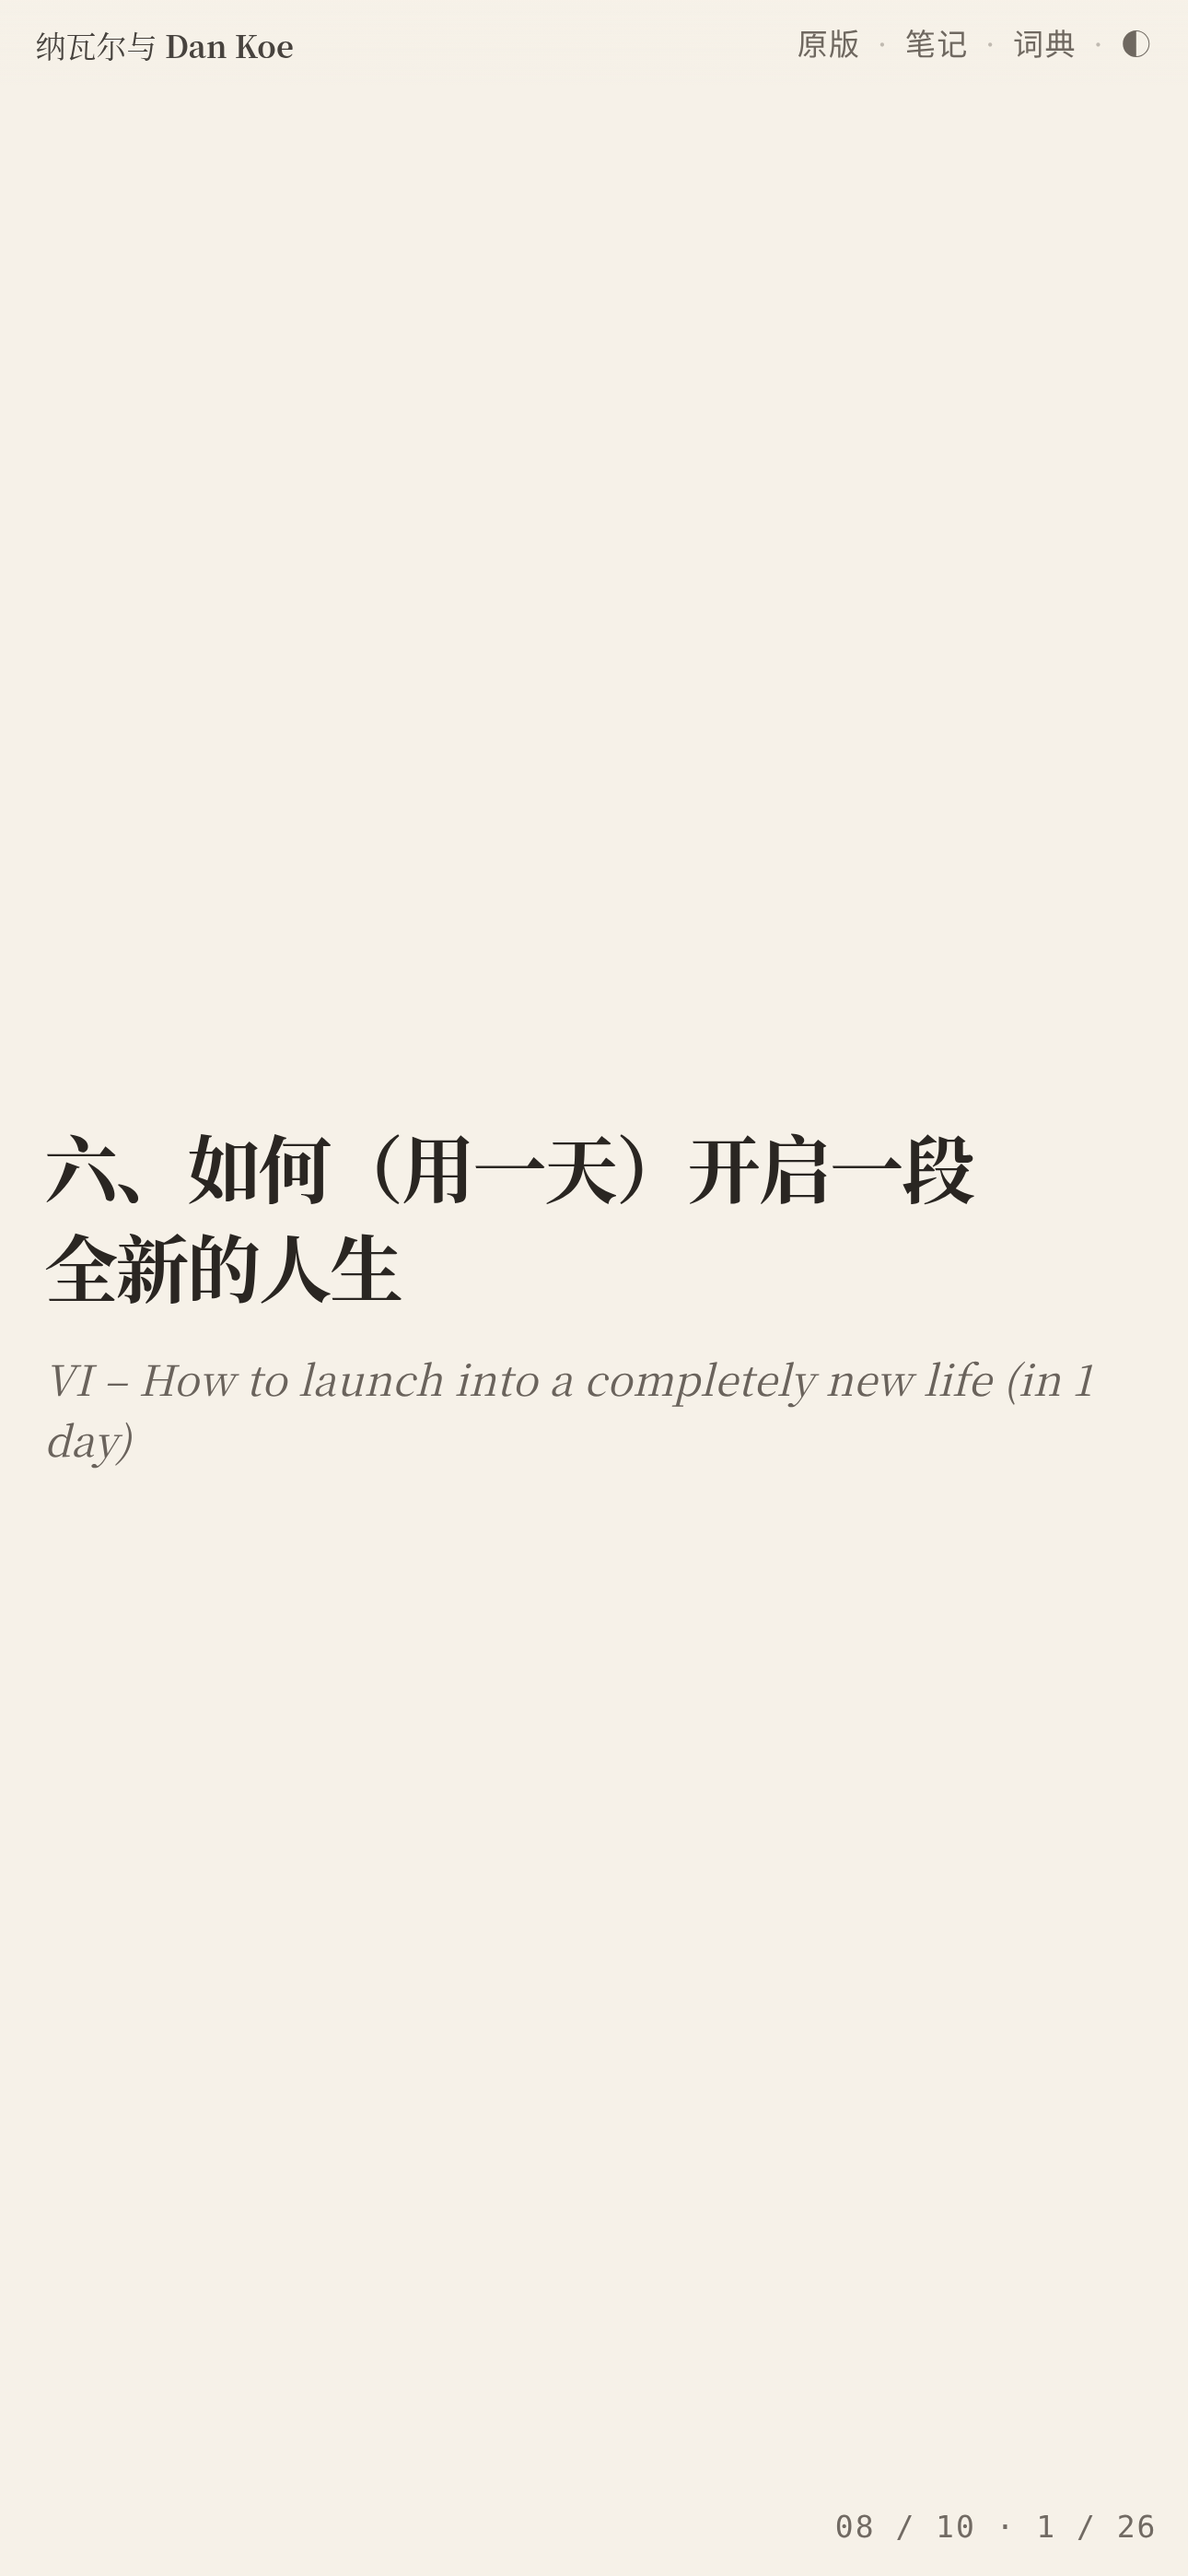 纳瓦尔与 Dan Koe
原版 · 笔记 · 词典 · ◐
六、如何（用一天）开启一段
全新的人生
VI – How to launch into a completely new life (in 1
day)
08 / 10 · 1 / 26